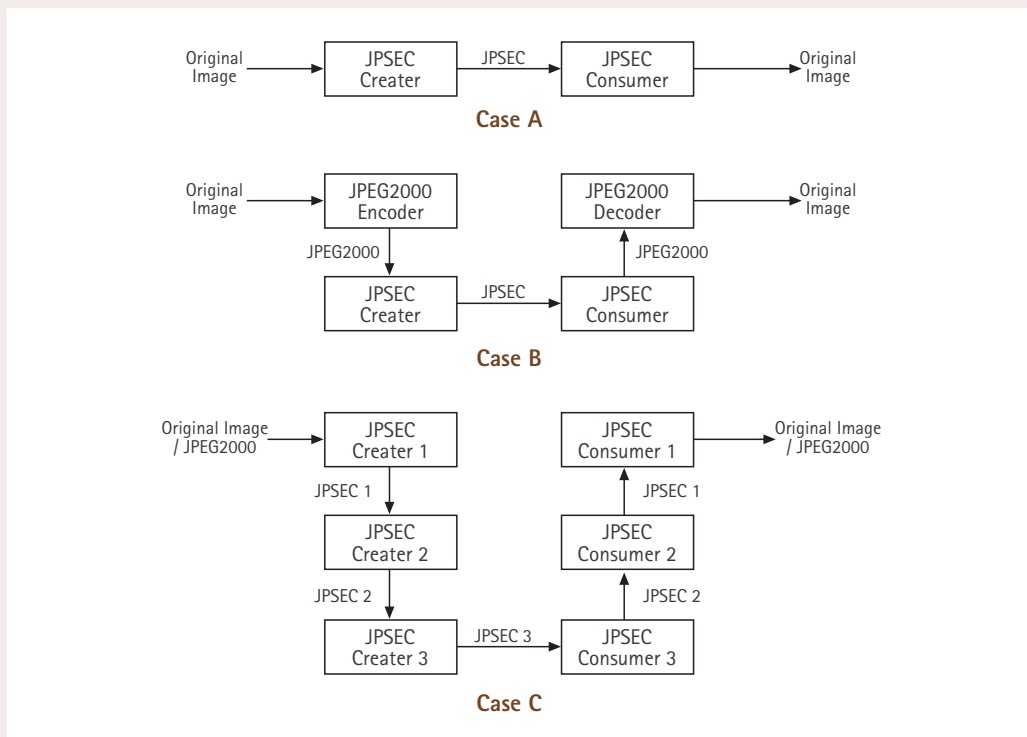 Original
Image
JPSEC
Creater
JPSEC
JPSEC
Consumer
Original
Image
Case A
Original
Image
JPEG2000
Encoder
JPEG2000
Decoder
Original
Image
JPEG2000
JPEG2000
JPSEC
Creater
JPSEC
JPSEC
Consumer
Case B
Original Image
/ JPEG2000
JPSEC
Creater 1
JPSEC
Consumer 1
Original Image
/ JPEG2000
JPSEC 1
JPSEC 1
JPSEC
Creater 2
JPSEC
Consumer 2
JPSEC 2
JPSEC 2
JPSEC
Creater 3
JPSEC 3
JPSEC
Consumer 3
Case C